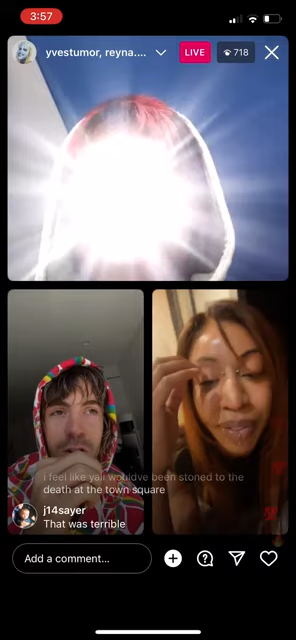 3:57
yvestumor, reyna....
LIVE
718
i feel like yall wouldve been stoned to the
death at the town square
j14sayer
That was terrible
Add a comment...